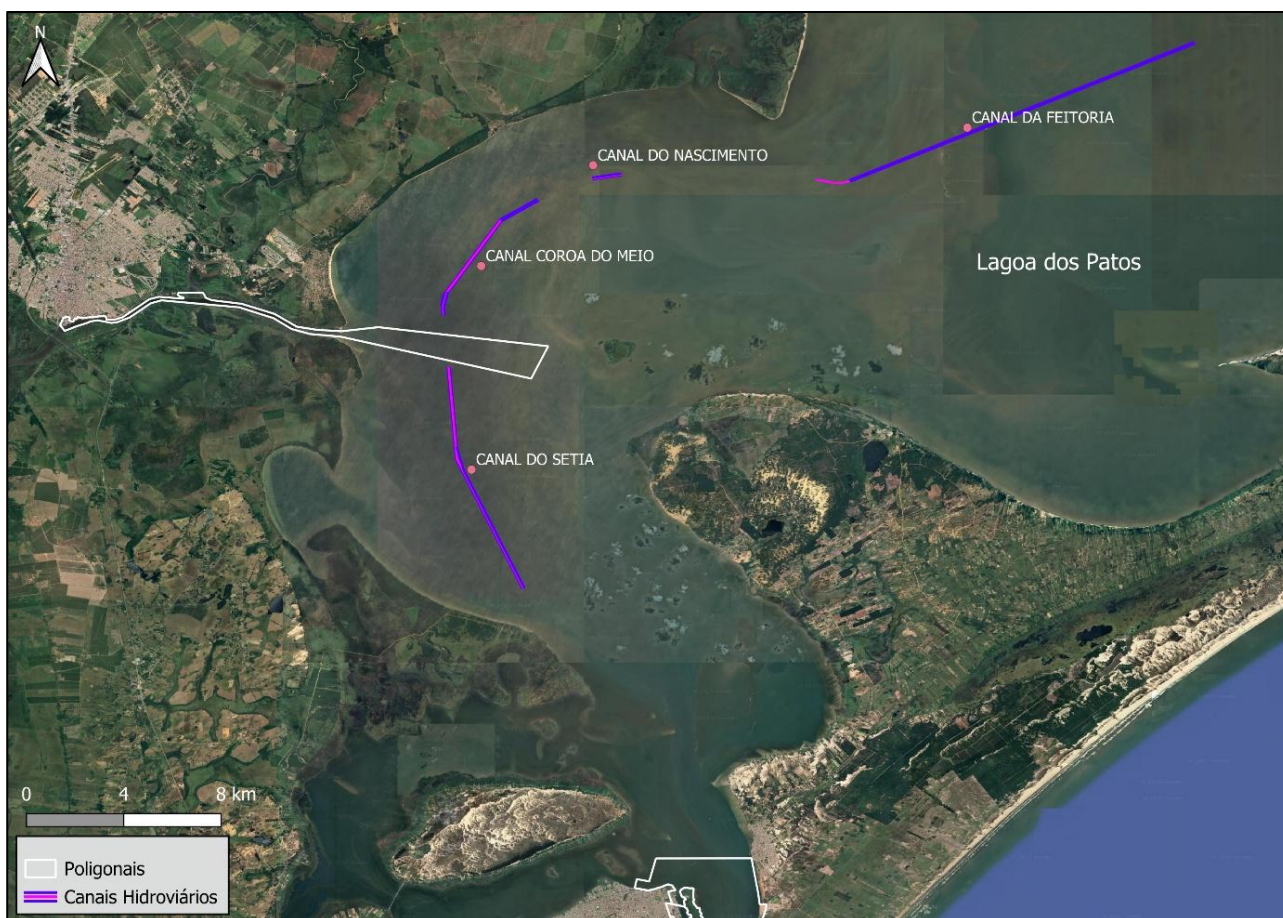 N
CANAL DA FEITORIA
CANAL DO NASCIMENTO
CANAL COROA DO MEIO
Lagoa dos Patos
CANAL DO SETIA
0 4 8 km
Poligonais
Canais Hidroviários